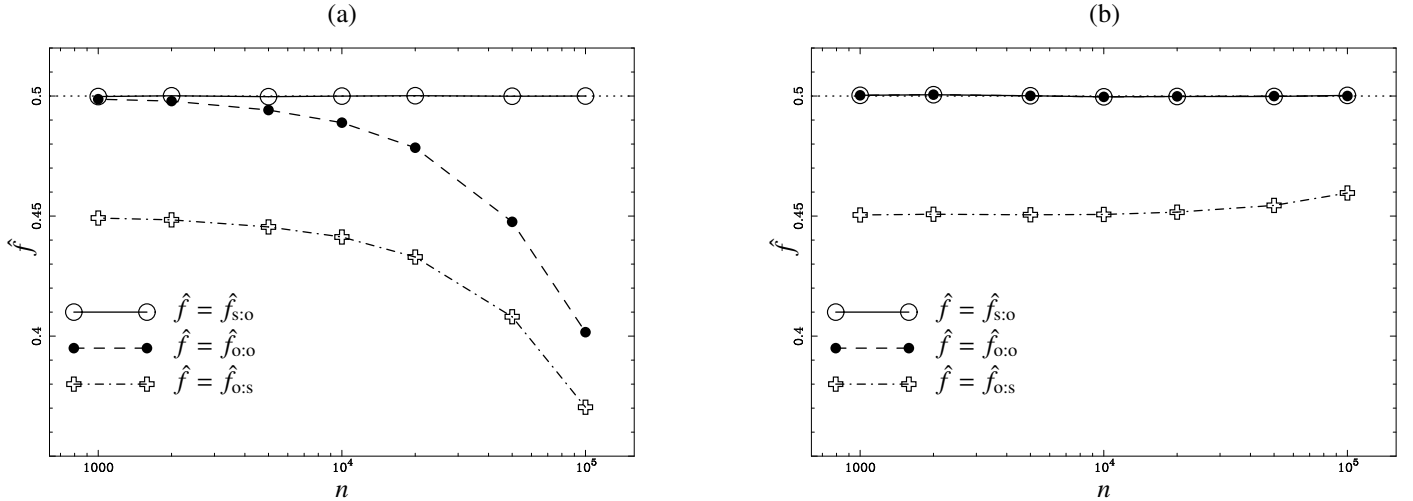 (a)
0.5
0.45
0.4
f̂
f̂ = f̂s:o
f̂ = f̂o:o
f̂ = f̂o:s
1000
10⁴
10⁵
n
(b)
0.5
0.45
0.4
f̂
f̂ = f̂s:o
f̂ = f̂o:o
f̂ = f̂o:s
1000
10⁴
10⁵
n